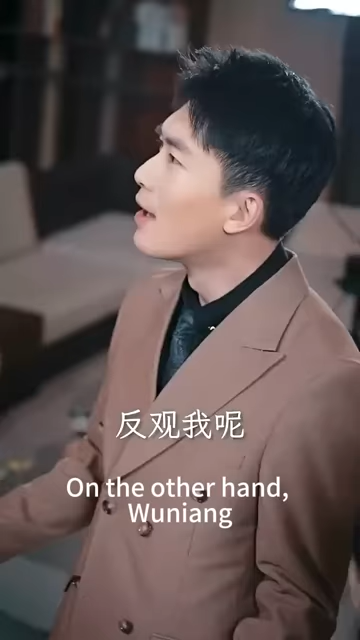 反观我呢
On the other hand,
Wuniang